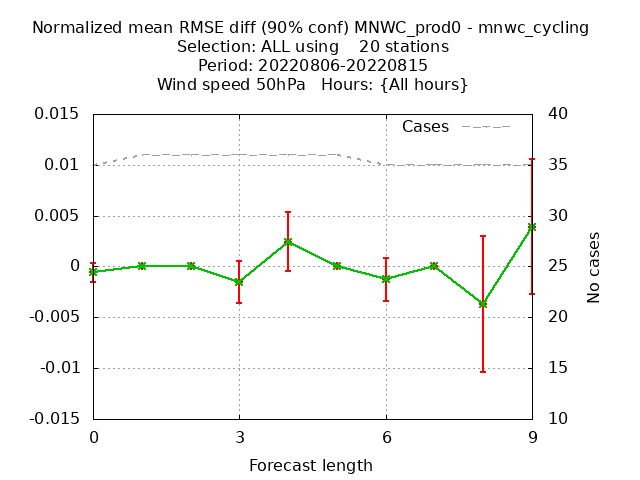 Normalized mean RMSE diff (90% conf) MNWC_prod0 - mnwc_cycling
Selection: ALL using    20 stations
Period: 20220806-20220815
Wind speed 50hPa   Hours: {All hours}
0.015
40
Cases
0.01
35
0.005
30
0
25
No cases
-0.005
20
-0.01
15
-0.015
10
0
3
6
9
Forecast length